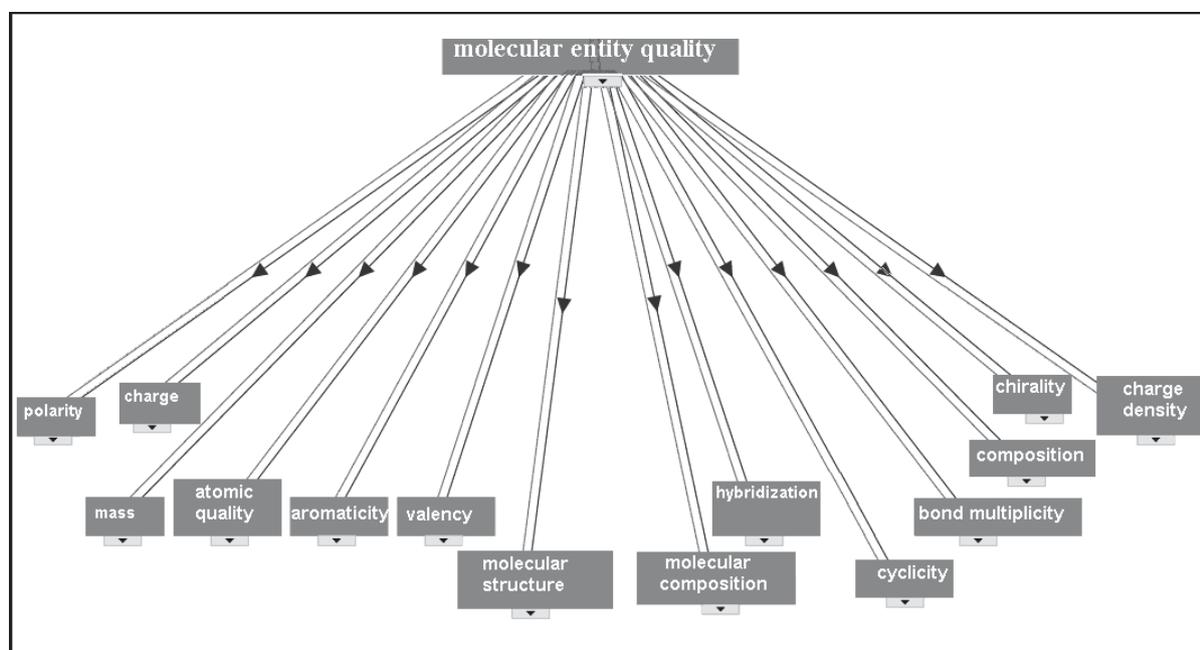 molecular entity quality
polarity
charge
chirality
charge
density
composition
mass
atomic
quality
aromaticity
valency
hybridization
bond multiplicity
molecular
structure
molecular
composition
cyclicity